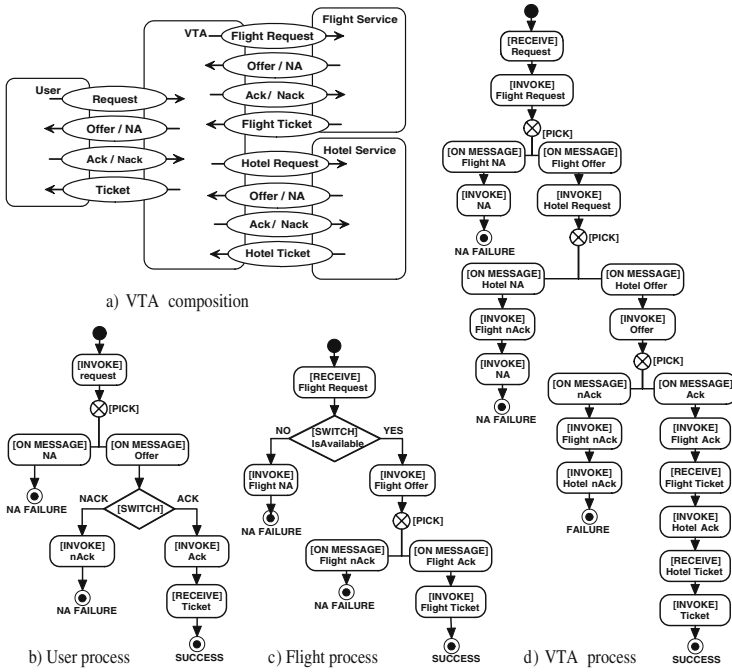 Flight Service
VTA
Flight Request
Offer / NA
Ack/ Nack
Flight Ticket
User
Request
Offer / NA
Ack / Nack
Ticket
Hotel Service
Hotel Request
Offer / NA
Ack / Nack
Hotel Ticket
a) VTA composition
[INVOKE]
request
[PICK]
[ON MESSAGE]
NA
[ON MESSAGE]
Offer
NA FAILURE
NACK
[SWITCH]
ACK
[INVOKE]
nAck
[INVOKE]
Ack
NA FAILURE
[RECEIVE]
Ticket
SUCCESS
b) User process
[RECEIVE]
Flight Request
NO
[SWITCH]
IsAvailable
YES
[INVOKE]
Flight NA
[INVOKE]
Flight Offer
NA FAILURE
[PICK]
[ON MESSAGE]
Flight nAck
[ON MESSAGE]
Flight Ack
NA FAILURE
[INVOKE]
Flight Ticket
SUCCESS
c) Flight process
[RECEIVE]
Request
[INVOKE]
Flight Request
[PICK]
[ON MESSAGE]
Flight NA
[ON MESSAGE]
Flight Offer
[INVOKE]
NA
[INVOKE]
Hotel Request
NA FAILURE
[PICK]
[ON MESSAGE]
Hotel NA
[ON MESSAGE]
Hotel Offer
[INVOKE]
Flight nAck
[INVOKE]
Offer
[INVOKE]
NA
[PICK]
NA FAILURE
[ON MESSAGE]
nAck
[ON MESSAGE]
Ack
[INVOKE]
Flight nAck
[INVOKE]
Flight Ack
[INVOKE]
Hotel nAck
[RECEIVE]
Flight Ticket
FAILURE
[INVOKE]
Hotel Ack
[RECEIVE]
Hotel Ticket
[INVOKE]
Ticket
SUCCESS
d) VTA process